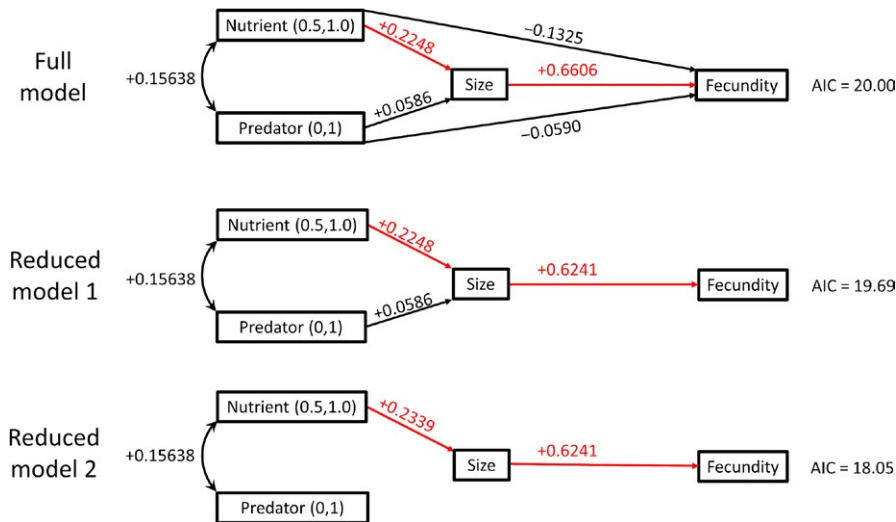 Full
model
Nutrient (0.5,1.0)
−0.1325
+0.2248
+0.15638
Size
+0.6606
Fecundity
AIC = 20.00
+0.0586
Predator (0,1)
−0.0590
Reduced
model 1
Nutrient (0.5,1.0)
+0.2248
+0.15638
Size
+0.6241
Fecundity
AIC = 19.69
+0.0586
Predator (0,1)
Reduced
model 2
Nutrient (0.5,1.0)
+0.2339
+0.15638
Size
+0.6241
Fecundity
AIC = 18.05
Predator (0,1)